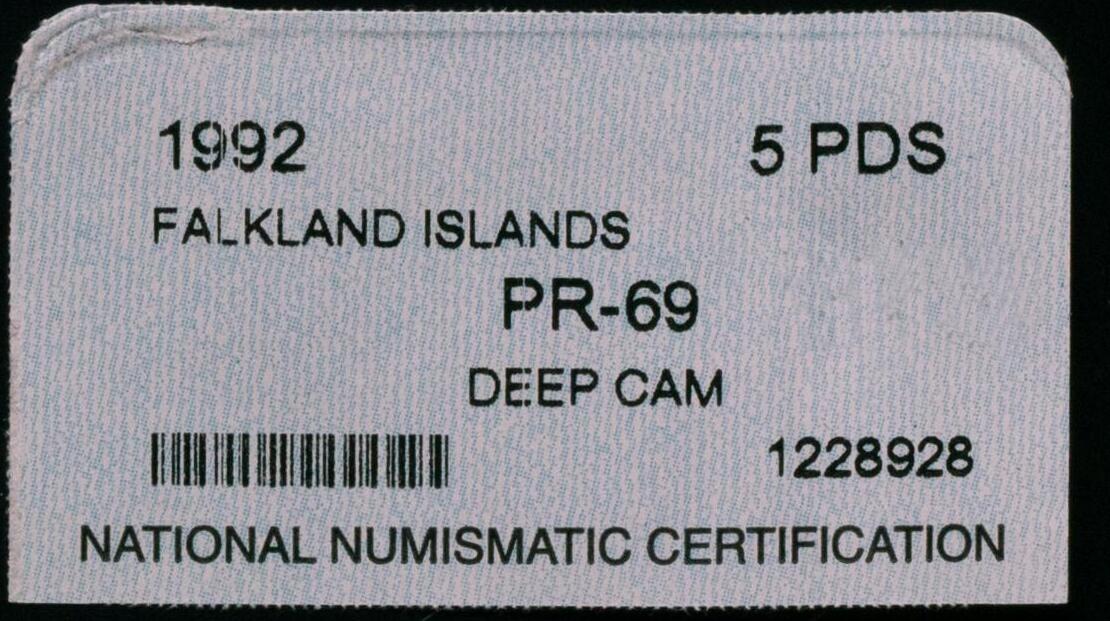 1992 5 PDS
FALKLAND ISLANDS
PR-69
DEEP CAM
1228928
NATIONAL NUMISMATIC CERTIFICATION